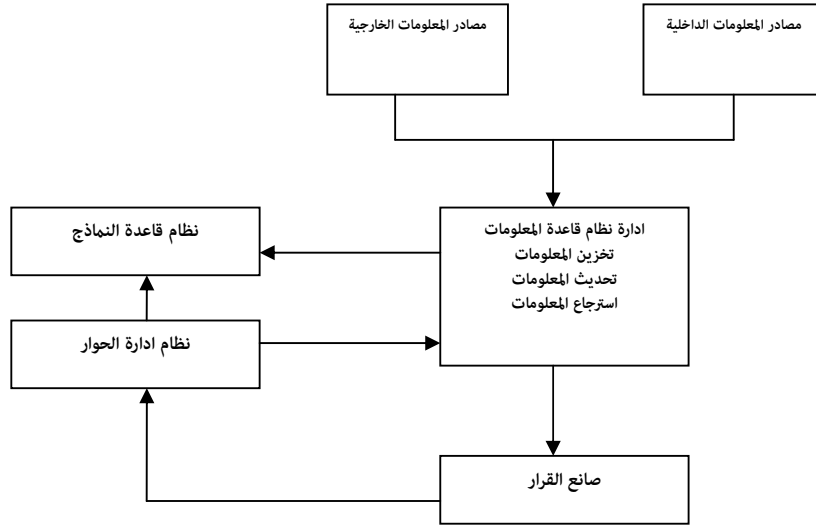 مصادر المعلومات الداخلية
مصادر المعلومات الخارجية
ادارة نظام قاعدة المعلومات
تخزين المعلومات
تحديث المعلومات
استرجاع المعلومات
نظام قاعدة النماذج
نظام ادارة الحوار
صانع القرار